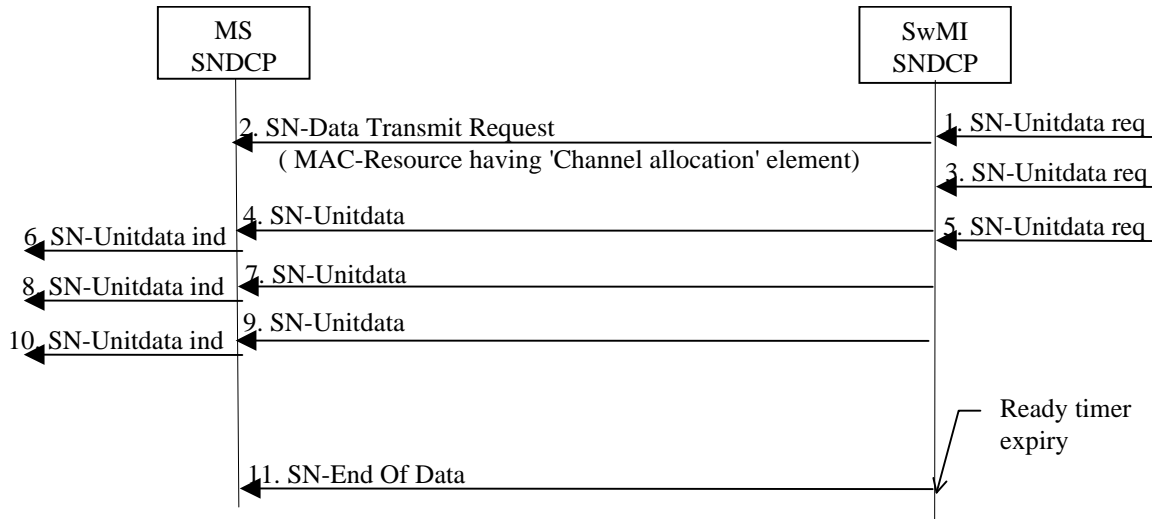 MS
SNDCP
SwMI
SNDCP
1. SN-Unitdata req
2. SN-Data Transmit Request
( MAC-Resource having 'Channel allocation' element)
3. SN-Unitdata req
4. SN-Unitdata
5. SN-Unitdata req
6. SN-Unitdata ind
7. SN-Unitdata
8. SN-Unitdata ind
9. SN-Unitdata
10. SN-Unitdata ind
Ready timer
expiry
11. SN-End Of Data